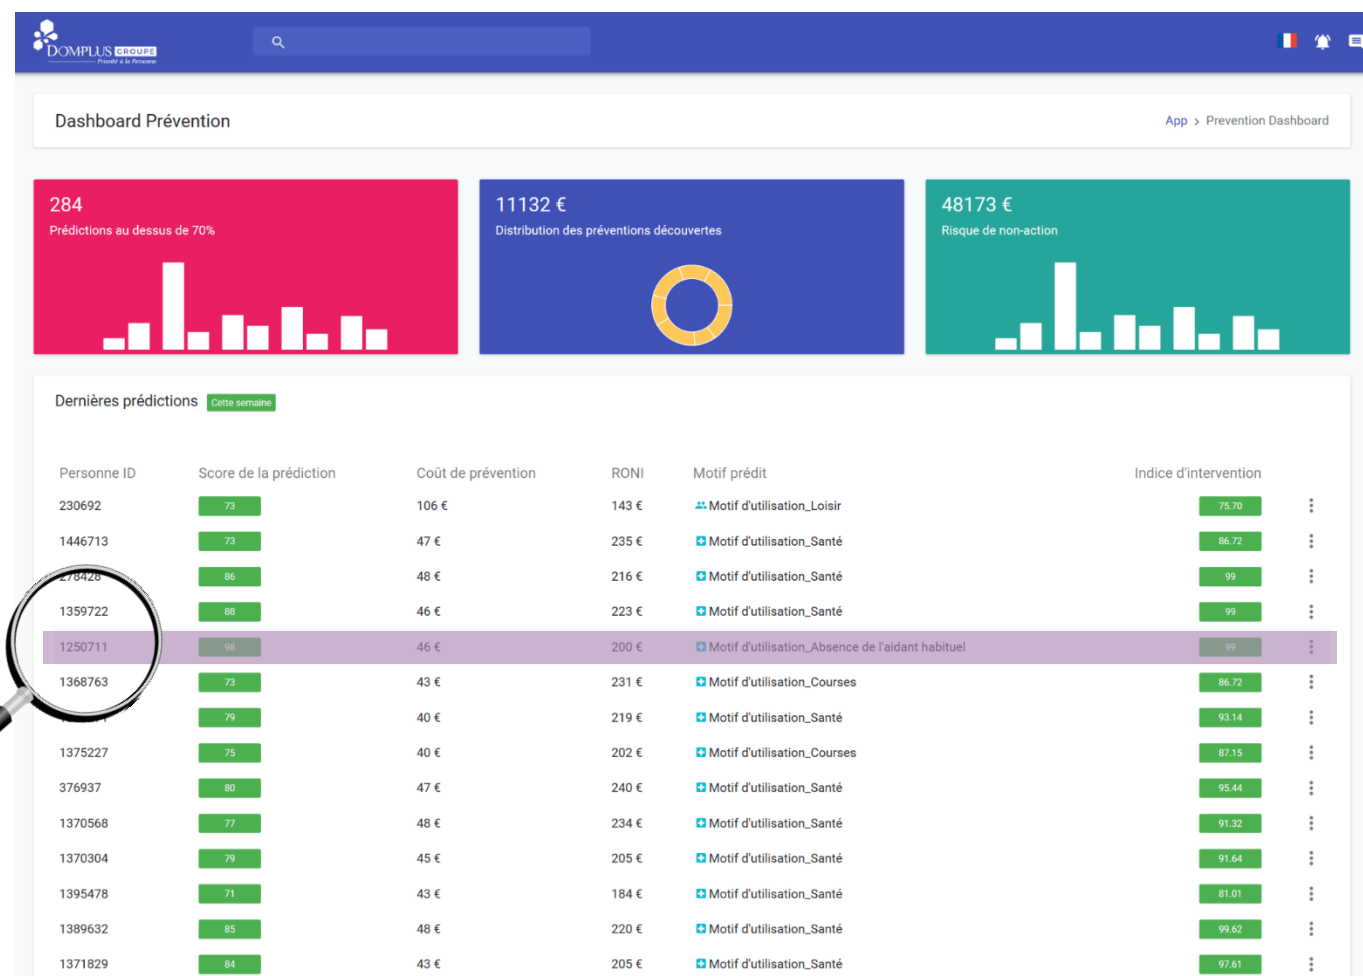 DOMPLUS GROUPE
Priorité à la Personne
Dashboard Prévention
App > Prevention Dashboard
284
Prédictions au dessus de 70%
11132 €
Distribution des préventions découvertes
48173 €
Risque de non-action
Dernières prédictions Cette semaine
Personne ID Score de la prédiction Coût de prévention RONI Motif prédit Indice d'intervention
230692 73 106 € 143 € Motif d'utilisation_Loisir 75.70
1446713 73 47 € 235 € Motif d'utilisation_Santé 86.72
278428 86 48 € 216 € Motif d'utilisation_Santé 99
1359722 88 46 € 223 € Motif d'utilisation_Santé 99
1250711 98 46 € 200 € Motif d'utilisation_Absence de l'aidant habituel 99
1368763 73 43 € 231 € Motif d'utilisation_Courses 86.72
79 40 € 219 € Motif d'utilisation_Santé 93.14
1375227 75 40 € 202 € Motif d'utilisation_Courses 87.15
376937 80 47 € 240 € Motif d'utilisation_Santé 95.44
1370568 77 48 € 234 € Motif d'utilisation_Santé 91.32
1370304 79 45 € 205 € Motif d'utilisation_Santé 91.64
1395478 71 43 € 184 € Motif d'utilisation_Santé 81.01
1389632 85 48 € 220 € Motif d'utilisation_Santé 99.62
1371829 84 43 € 205 € Motif d'utilisation_Santé 97.61